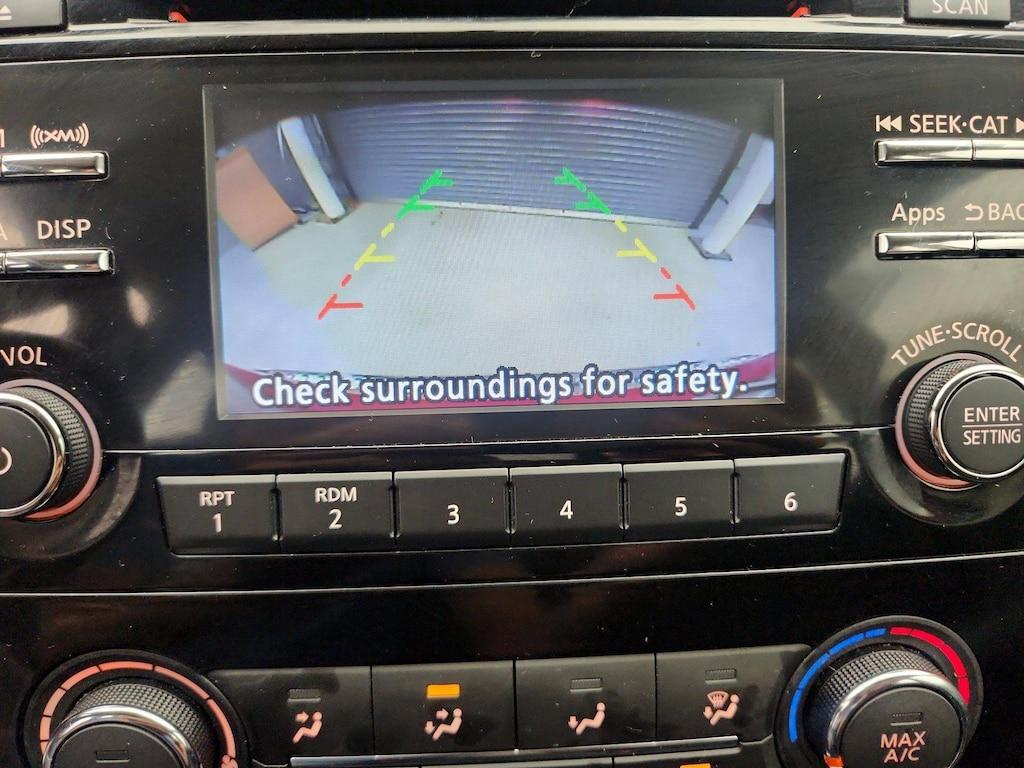 SCAN
XM
SEEK·CAT
DISP
Apps
VOL
TUNE·SCROLL
Check surroundings for safety.
ENTER
SETTING
RPT
1
RDM
2
3
4
5
6
MAX
A/C